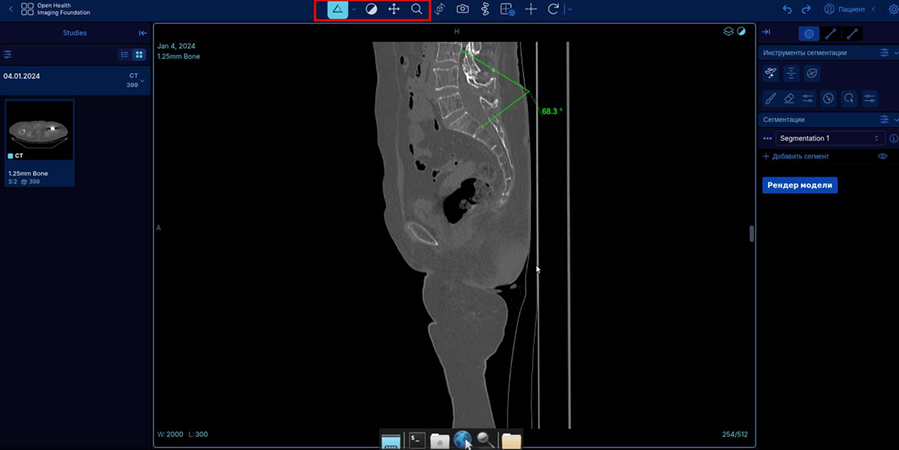 Open Health
Imaging Foundation
Пациент
Studies
04.01.2024
CT
399
CT
1.25mm Bone
S:2 399
Jan 4, 2024
1.25mm Bone
H
A
68.3 °
W:2000 L:300
254/512
Инструменты сегментации
Сегментации
Segmentation 1
Добавить сегмент
Рендер модели